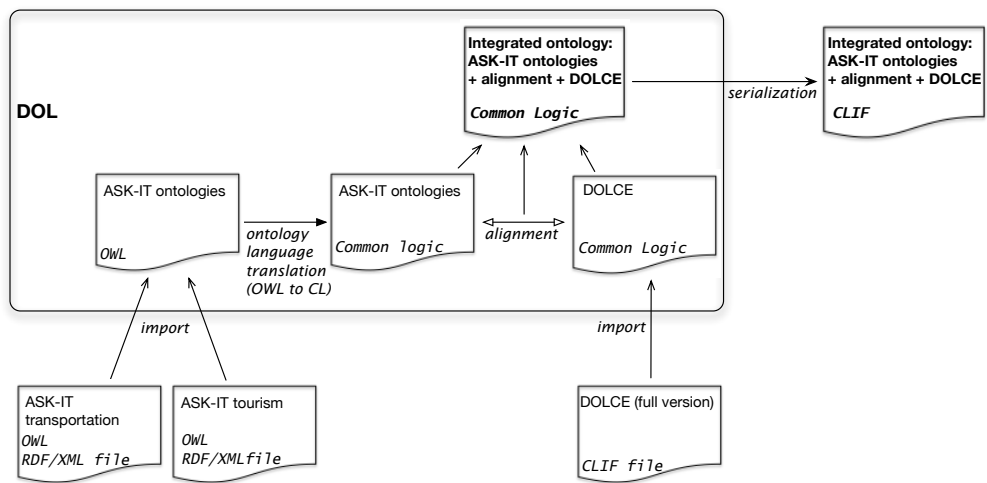 Integrated ontology:
ASK-IT ontologies
+ alignment + DOLCE
Common Logic
Integrated ontology:
ASK-IT ontologies
+ alignment + DOLCE
CLIF
serialization
DOL
ASK-IT ontologies
OWL
ontology
language
translation
(OWL to CL)
ASK-IT ontologies
Common logic
alignment
DOLCE
Common Logic
import
import
ASK-IT
transportation
OWL
RDF/XML file
ASK-IT tourism
OWL
RDF/XMLfile
DOLCE (full version)
CLIF file